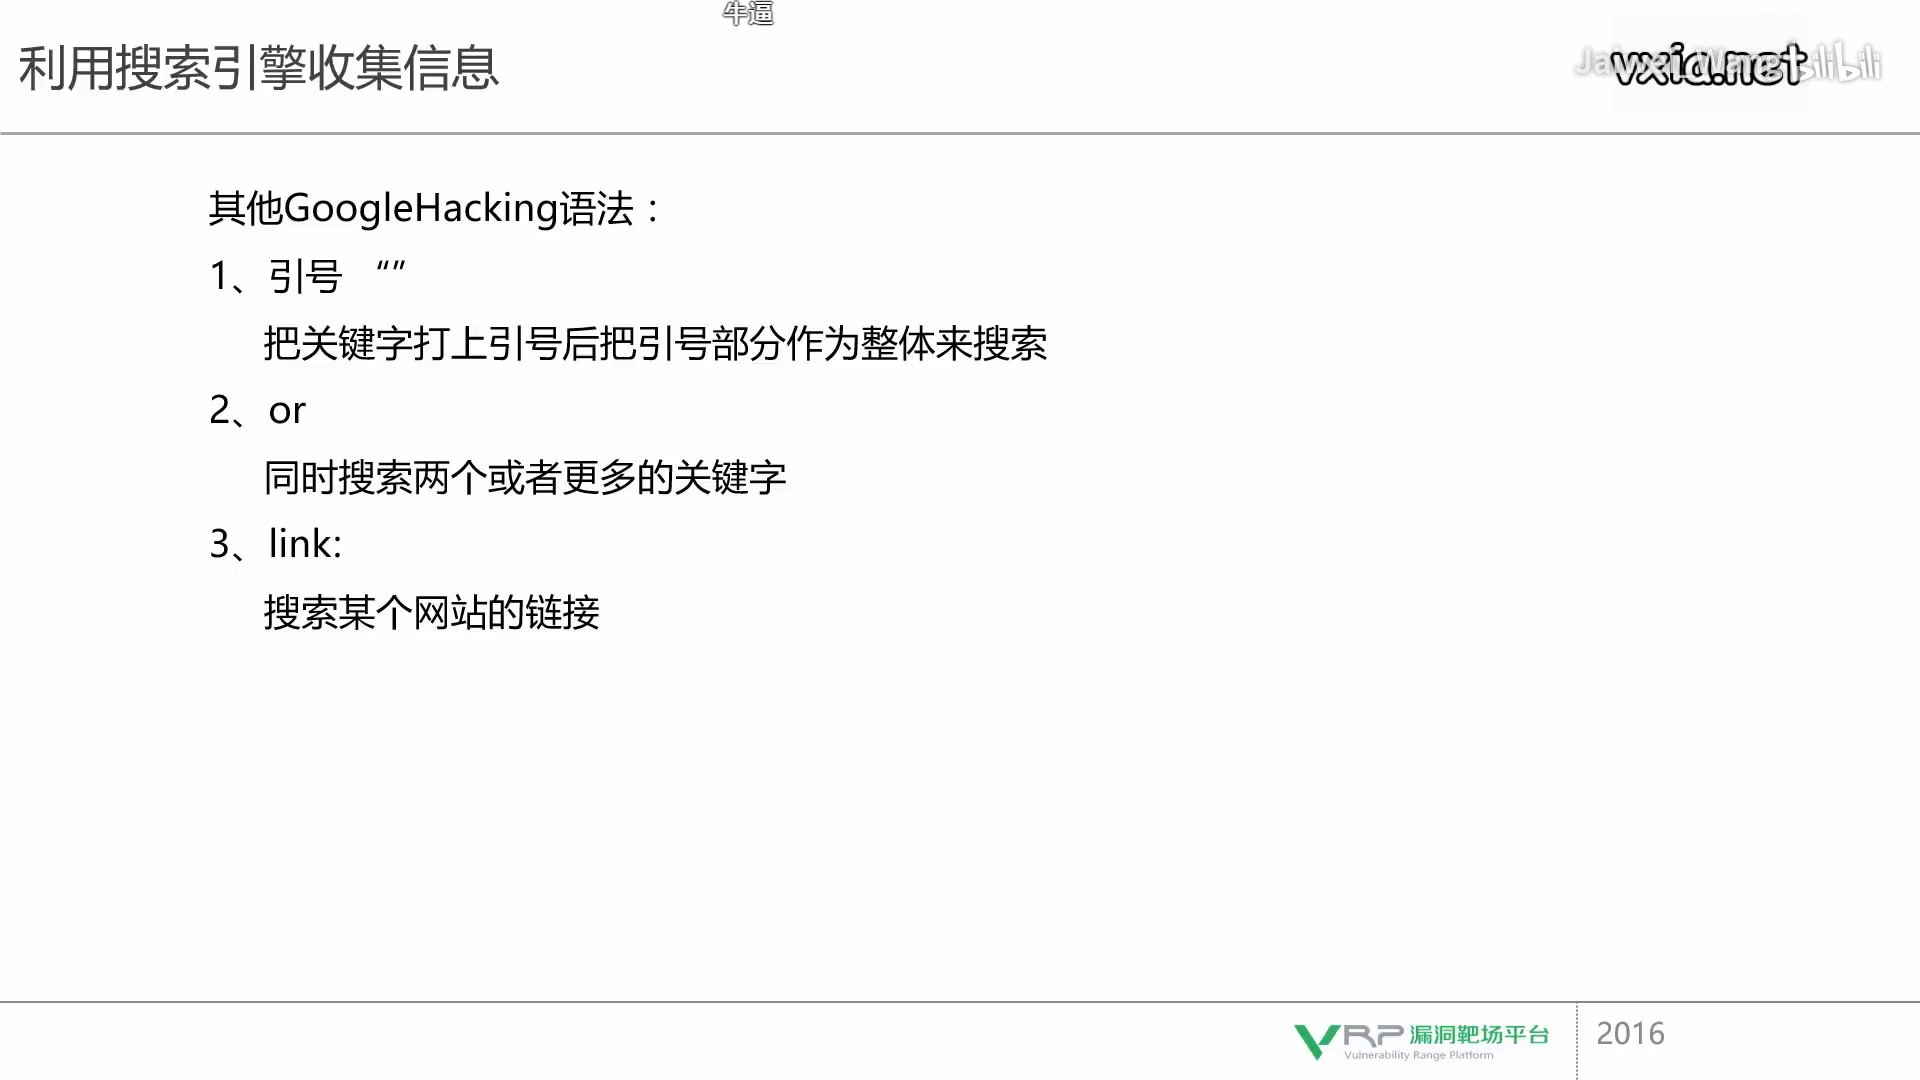 牛逼
利用搜索引擎收集信息
vxia.net
bilibili
其他GoogleHacking语法：
1、引号 “”
把关键字打上引号后把引号部分作为整体来搜索
2、or
同时搜索两个或者更多的关键字
3、link:
搜索某个网站的链接
VRP 漏洞靶场平台
Vulnerability Range Platform
2016